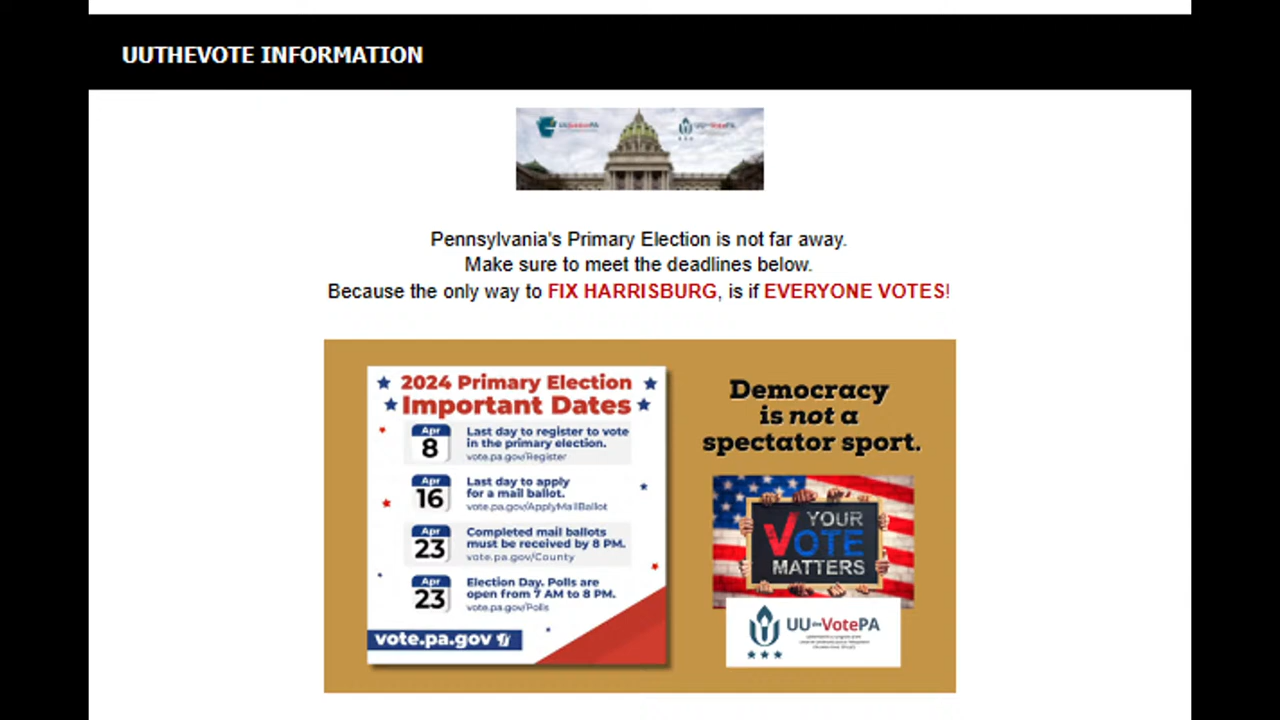 UUTHEVOTE INFORMATION
UUtheVotePA
UUtheVotePA
Pennsylvania's Primary Election is not far away.
Make sure to meet the deadlines below.
Because the only way to FIX HARRISBURG, is if EVERYONE VOTES!
2024 Primary Election
Important Dates
Apr
8
Last day to register to vote
in the primary election.
vote.pa.gov/Register
Apr
16
Last day to apply
for a mail ballot.
vote.pa.gov/ApplyMailBallot
Apr
23
Completed mail ballots
must be received by 8 PM.
vote.pa.gov/County
Apr
23
Election Day. Polls are
open from 7 AM to 8 PM.
vote.pa.gov/Polls
vote.pa.gov
Democracy
is not a
spectator sport.
YOUR
VOTE
MATTERS
UU the VotePA